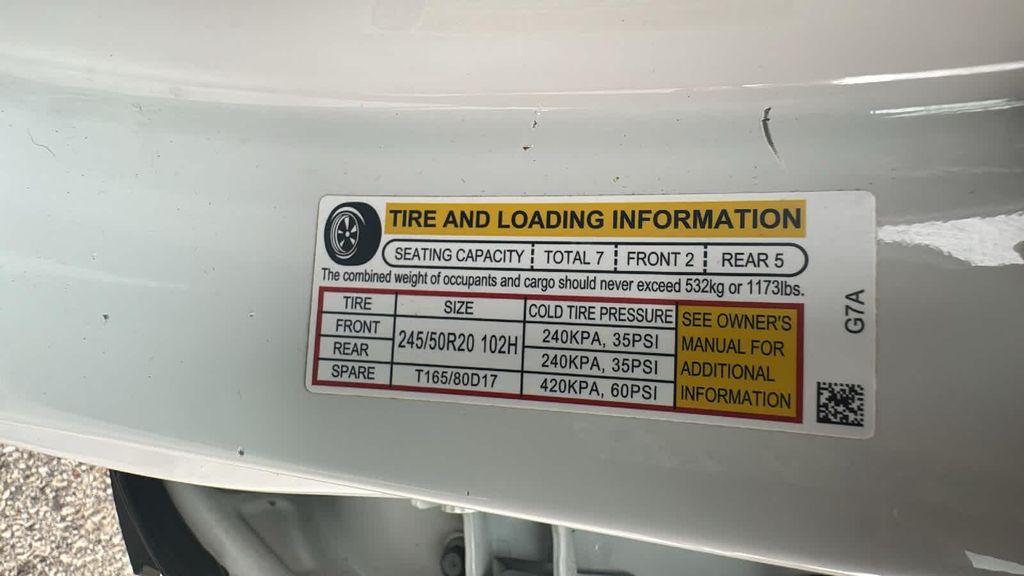 TIRE AND LOADING INFORMATION
SEATING CAPACITY TOTAL 7 FRONT 2 REAR 5
The combined weight of occupants and cargo should never exceed 532kg or 1173lbs.
TIRE SIZE COLD TIRE PRESSURE SEE OWNER'S MANUAL FOR ADDITIONAL INFORMATION
FRONT 245/50R20 102H 240KPA, 35PSI
REAR 240KPA, 35PSI
SPARE T165/80D17 420KPA, 60PSI
G7A